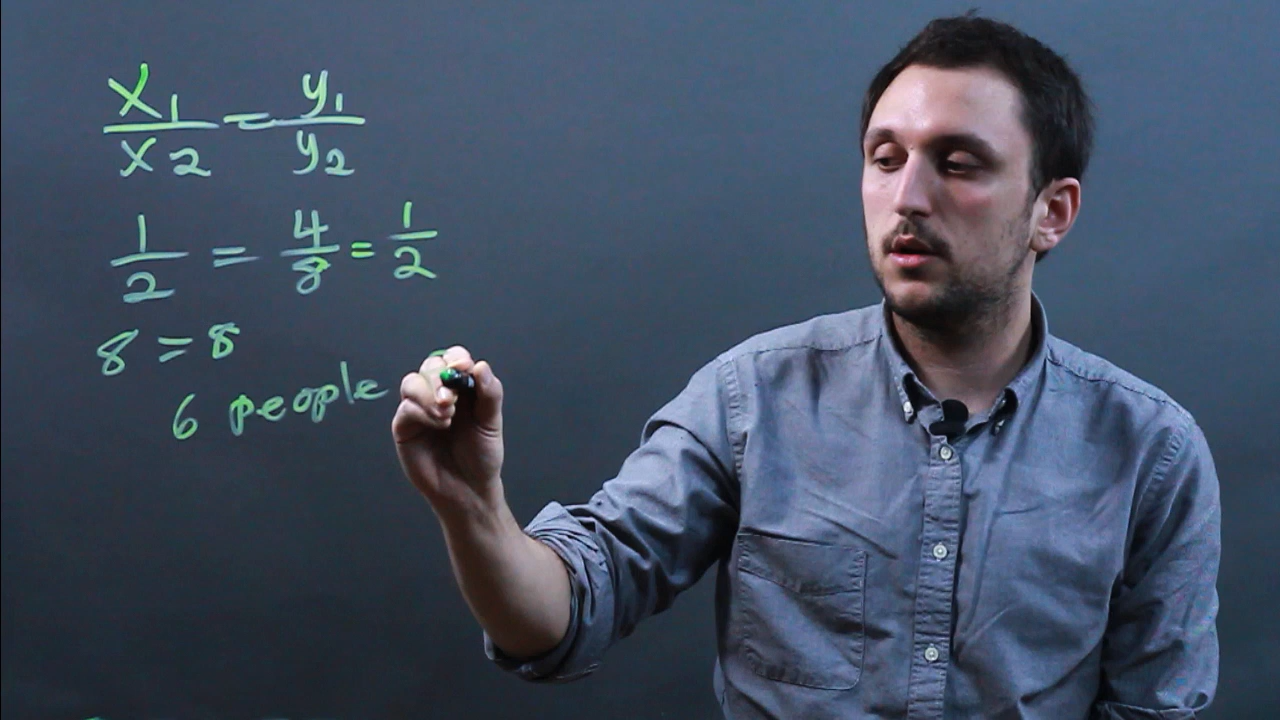 x1/x2 = y1/y2
1/2 = 4/8 = 1/2
8 = 8
6 people